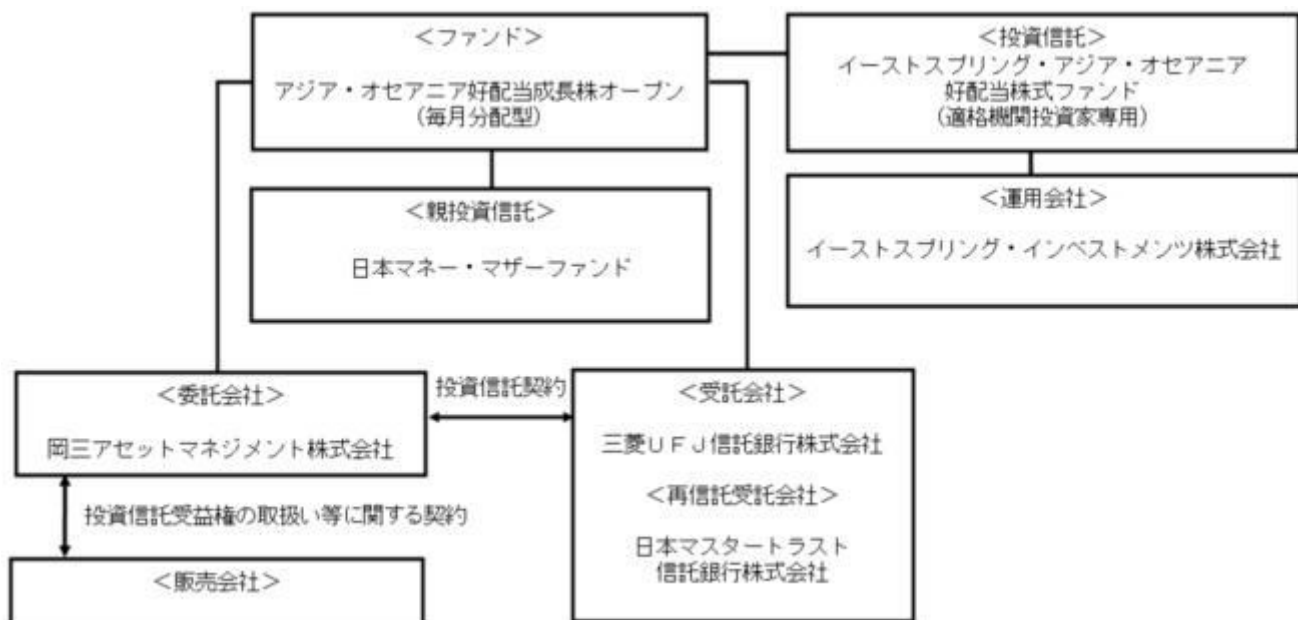 ＜ファンド＞
アジア・オセアニア好配当成長株オープン
（毎月分配型）
＜投資信託＞
イーストスプリング・アジア・オセアニア
好配当株式ファンド
（適格機関投資家専用）
＜親投資信託＞
日本マネー・マザーファンド
＜運用会社＞
イーストスプリング・インベストメンツ株式会社
＜委託会社＞
岡三アセットマネジメント株式会社
投資信託契約
＜受託会社＞
三菱ＵＦＪ信託銀行株式会社
＜再信託受託会社＞
日本マスタートラスト
信託銀行株式会社
投資信託受益権の取扱い等に関する契約
＜販売会社＞